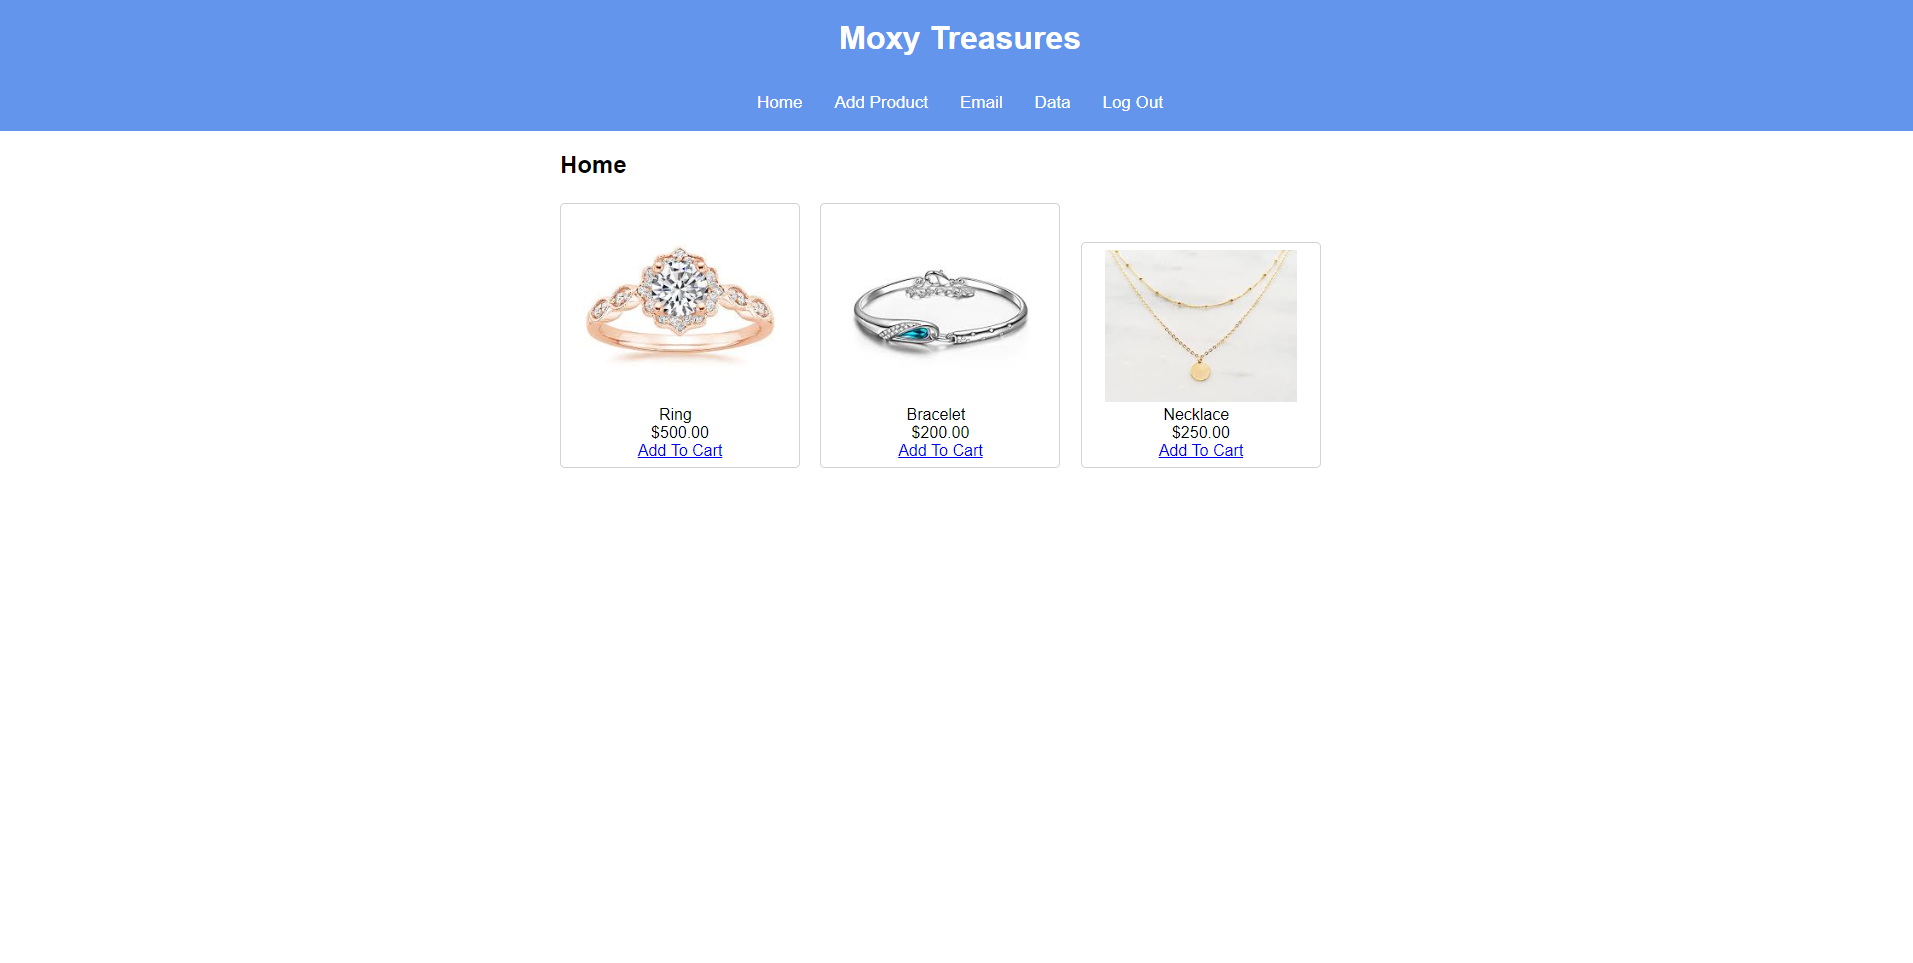 Moxy Treasures
Home Add Product Email Data Log Out
Home
Ring
$500.00
Add To Cart
Bracelet
$200.00
Add To Cart
Necklace
$250.00
Add To Cart